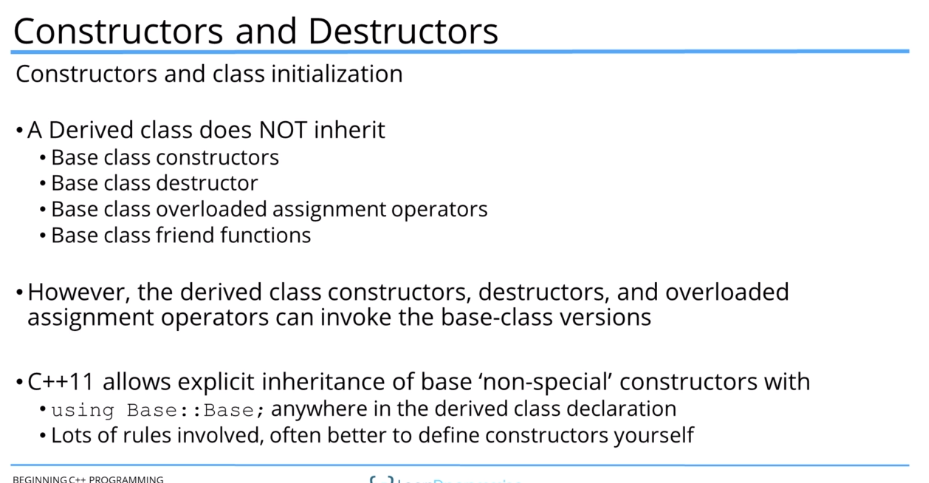 Constructors and Destructors
Constructors and class initialization
• A Derived class does NOT inherit
• Base class constructors
• Base class destructor
• Base class overloaded assignment operators
• Base class friend functions
• However, the derived class constructors, destructors, and overloaded
assignment operators can invoke the base-class versions
• C++11 allows explicit inheritance of base ‘non-special’ constructors with
• using Base::Base; anywhere in the derived class declaration
• Lots of rules involved, often better to define constructors yourself
BEGINNING C++ PROGRAMMING